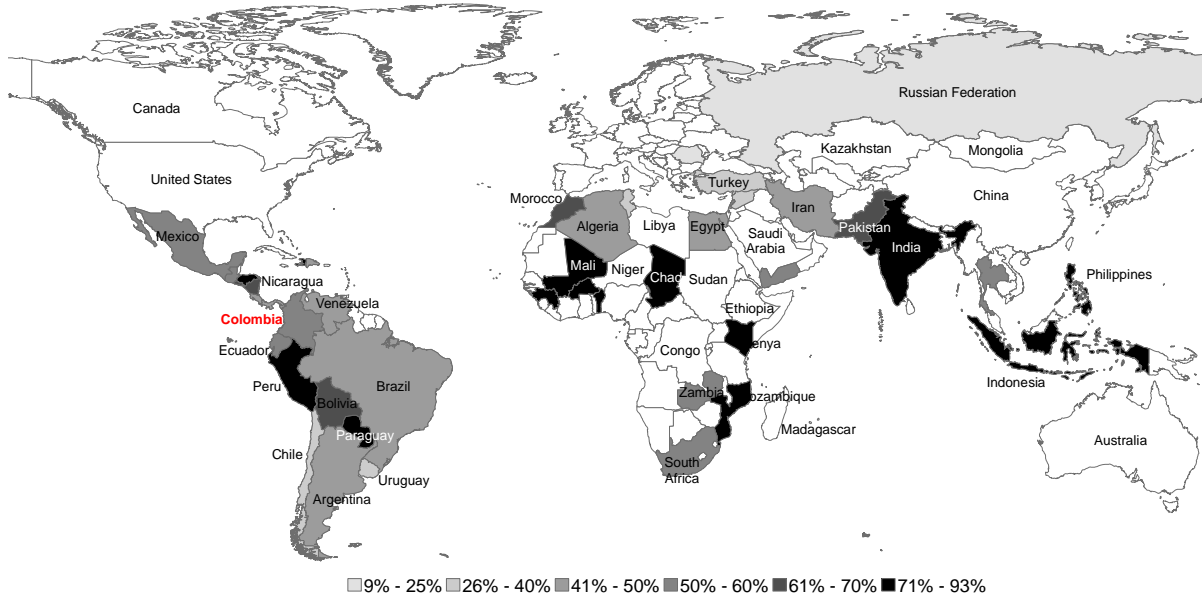 Canada
Russian Federation
Kazakhstan
Mongolia
United States
Turkey
China
Morocco
Iran
Algeria
Libya
Egypt
Pakistan
Saudi
Arabia
Mexico
India
Mali
Niger
Chad
Sudan
Philippines
Nicaragua
Venezuela
Ethiopia
Colombia
Kenya
Congo
Ecuador
Indonesia
Peru
Brazil
Zambia
Mozambique
Bolivia
Madagascar
Paraguay
Australia
Chile
South
Africa
Uruguay
Argentina
9% - 25% 26% - 40% 41% - 50% 50% - 60% 61% - 70% 71% - 93%